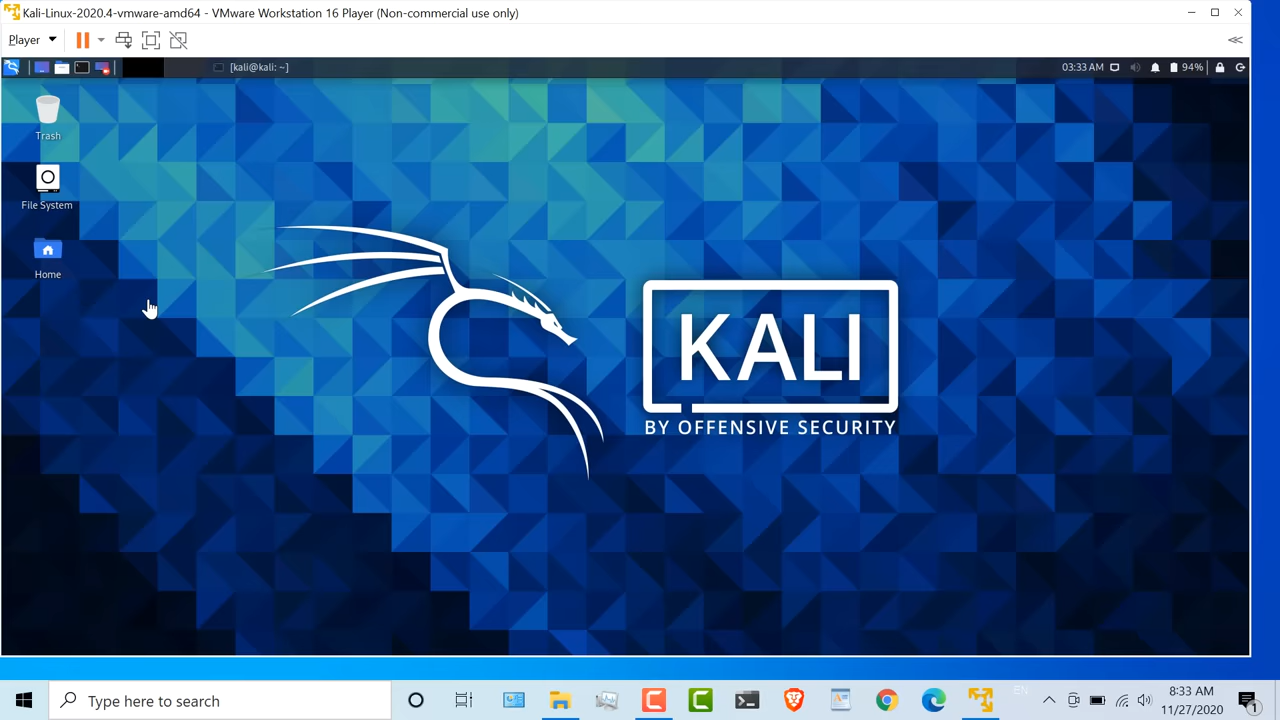 Kali-Linux-2020.4-vmware-amd64 - VMware Workstation 16 Player (Non-commercial use only)
Player
[kali@kali: ~]
03:33 AM
94%
Trash
File System
Home
KALI
BY OFFENSIVE SECURITY
Type here to search
EN
8:33 AM
11/27/2020
1